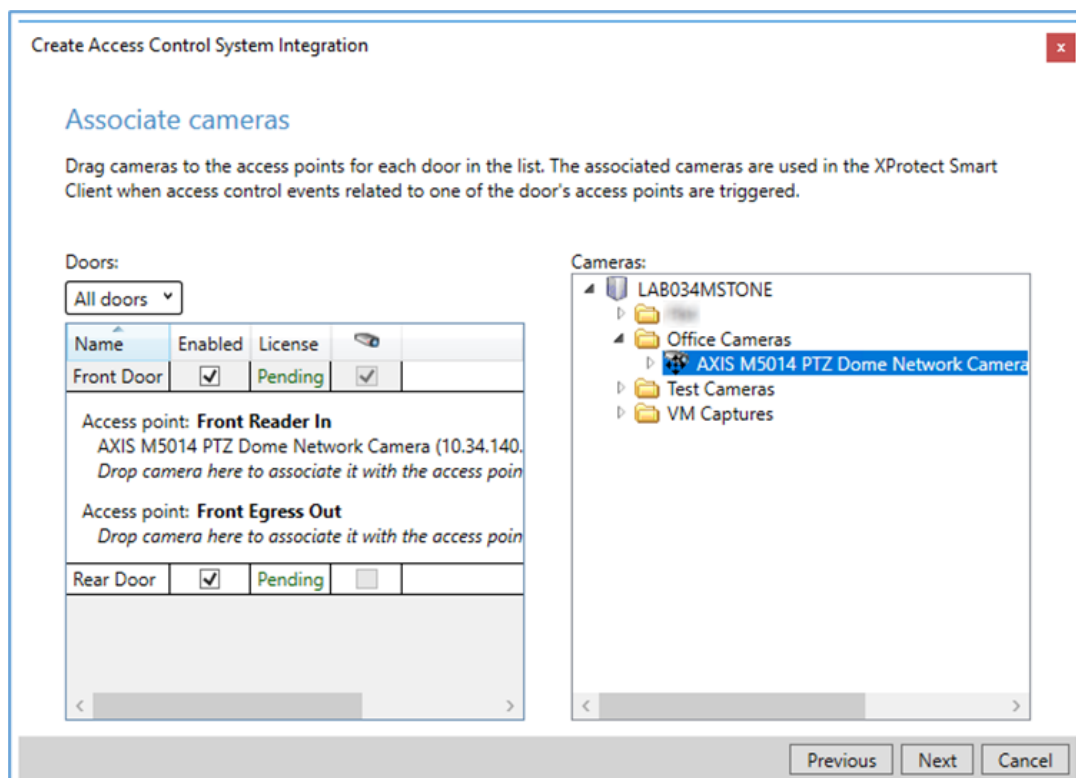 Create Access Control System Integration
x
Associate cameras
Drag cameras to the access points for each door in the list. The associated cameras are used in the XProtect Smart
Client when access control events related to one of the door's access points are triggered.
Doors:
All doors
Name Enabled License
Front Door Pending
Access point: Front Reader In
AXIS M5014 PTZ Dome Network Camera (10.34.140.
Drop camera here to associate it with the access poin
Access point: Front Egress Out
Drop camera here to associate it with the access poin
Rear Door Pending
Cameras:
LAB034MSTONE
Office Cameras
AXIS M5014 PTZ Dome Network Camera
Test Cameras
VM Captures
Previous Next Cancel